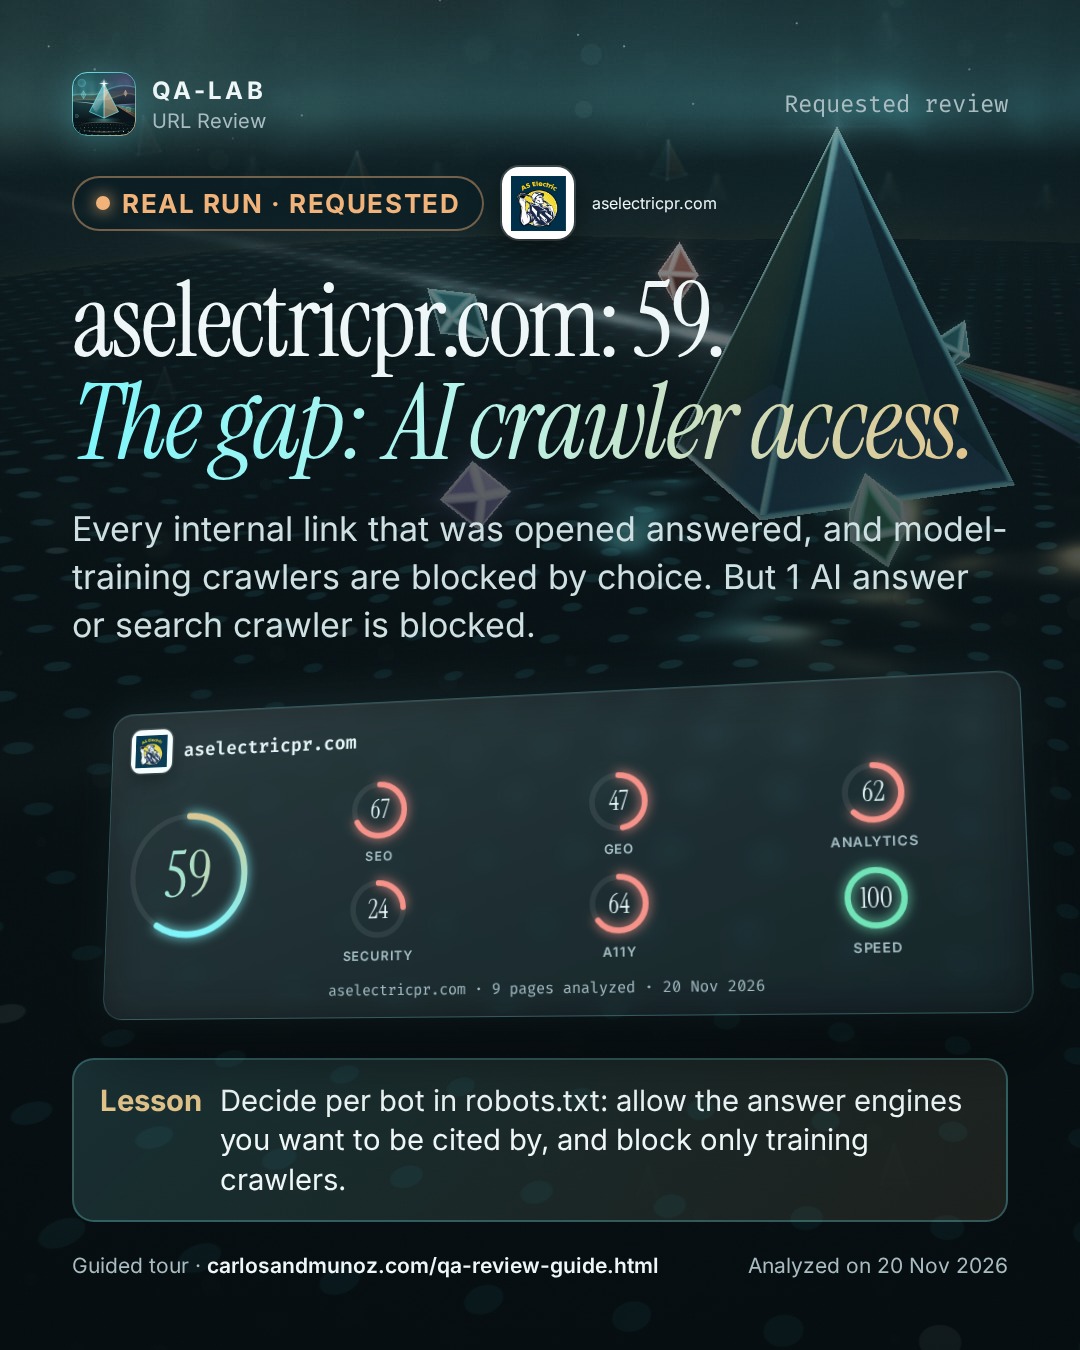 QA-LAB
URL Review
Requested review
REAL RUN · REQUESTED
AS Electric
aselectricpr.com
aselectricpr.com: 59.
The gap: AI crawler access.
Every internal link that was opened answered, and model-
training crawlers are blocked by choice. But 1 AI answer
or search crawler is blocked.
aselectricpr.com
59
67
SEO
47
GEO
62
ANALYTICS
24
SECURITY
64
A11Y
100
SPEED
aselectricpr.com · 9 pages analyzed · 20 Nov 2026
Lesson Decide per bot in robots.txt: allow the answer engines
you want to be cited by, and block only training
crawlers.
Guided tour · carlosandmunoz.com/qa-review-guide.html
Analyzed on 20 Nov 2026